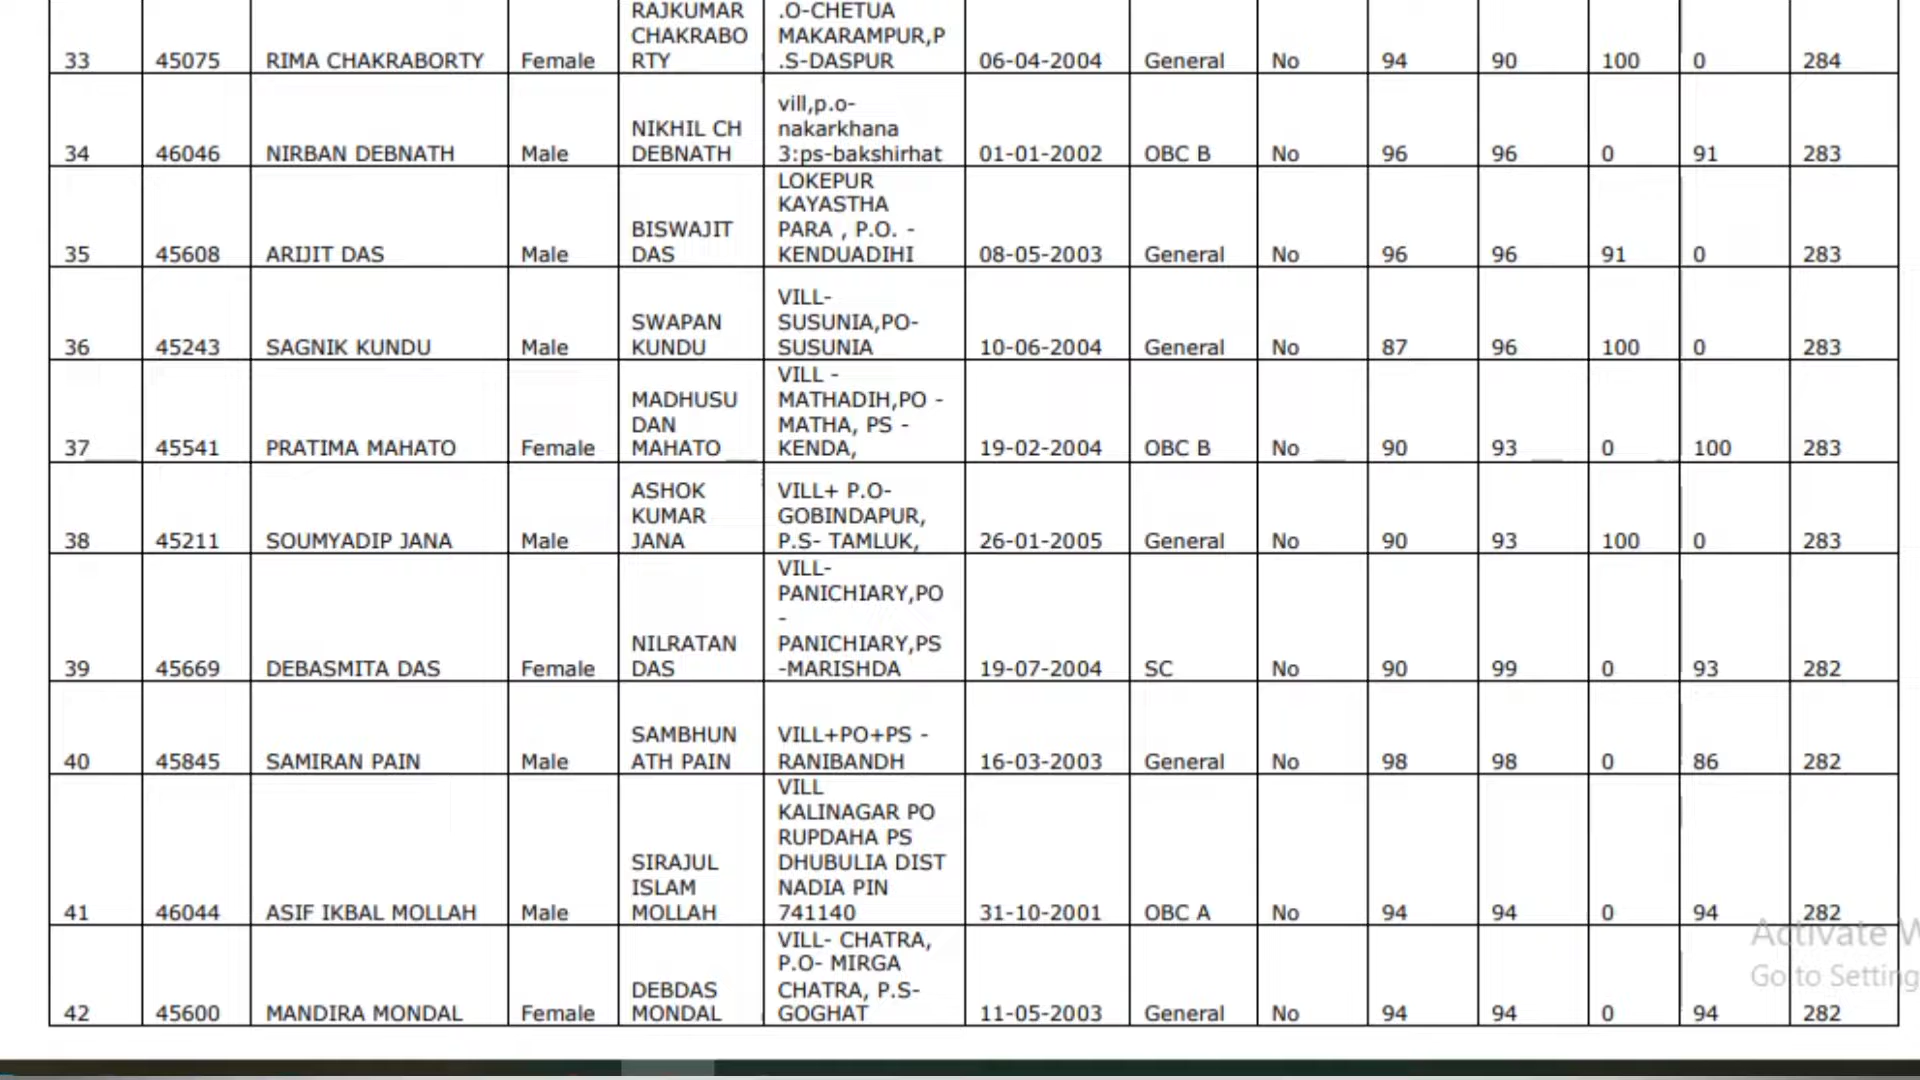 RAJKUMAR .O-CHETUA
CHAKRABO MAKARAMPUR,P
33 45075 RIMA CHAKRABORTY Female RTY .S-DASPUR 06-04-2004 General No 94 90 100 0 284
vill,p.o-
NIKHIL CH nakarkhana
34 46046 NIRBAN DEBNATH Male DEBNATH 3:ps-bakshirhat 01-01-2002 OBC B No 96 96 0 91 283
LOKEPUR
KAYASTHA
BISWAJIT PARA , P.O. -
35 45608 ARIJIT DAS Male DAS KENDUADIHI 08-05-2003 General No 96 96 91 0 283
VILL-
SWAPAN SUSUNIA,PO-
36 45243 SAGNIK KUNDU Male KUNDU SUSUNIA 10-06-2004 General No 87 96 100 0 283
VILL -
MADHUSU MATHADIH,PO -
DAN MATHA, PS -
37 45541 PRATIMA MAHATO Female MAHATO KENDA, 19-02-2004 OBC B No 90 93 0 100 283
ASHOK VILL+ P.O-
KUMAR GOBINDAPUR,
38 45211 SOUMYADIP JANA Male JANA P.S- TAMLUK, 26-01-2005 General No 90 93 100 0 283
VILL-
PANICHIARY,PO
-
NILRATAN PANICHIARY,PS
39 45669 DEBASMITA DAS Female DAS -MARISHDA 19-07-2004 SC No 90 99 0 93 282
SAMBHUN VILL+PO+PS -
40 45845 SAMIRAN PAIN Male ATH PAIN RANIBANDH 16-03-2003 General No 98 98 0 86 282
VILL
KALINAGAR PO
RUPDAHA PS
SIRAJUL DHUBULIA DIST
ISLAM NADIA PIN
41 46044 ASIF IKBAL MOLLAH Male MOLLAH 741140 31-10-2001 OBC A No 94 94 0 94 282
VILL- CHATRA,
P.O- MIRGA
DEBDAS CHATRA, P.S-
42 45600 MANDIRA MONDAL Female MONDAL GOGHAT 11-05-2003 General No 94 94 0 94 282
Activate W
Go to Setting